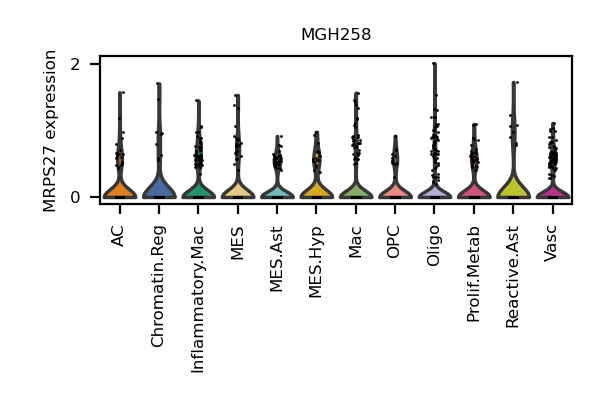 MGH258
MRPS27 expression
2
0
AC
Chromatin.Reg
Inflammatory.Mac
MES
MES.Ast
MES.Hyp
Mac
OPC
Oligo
Prolif.Metab
Reactive.Ast
Vasc